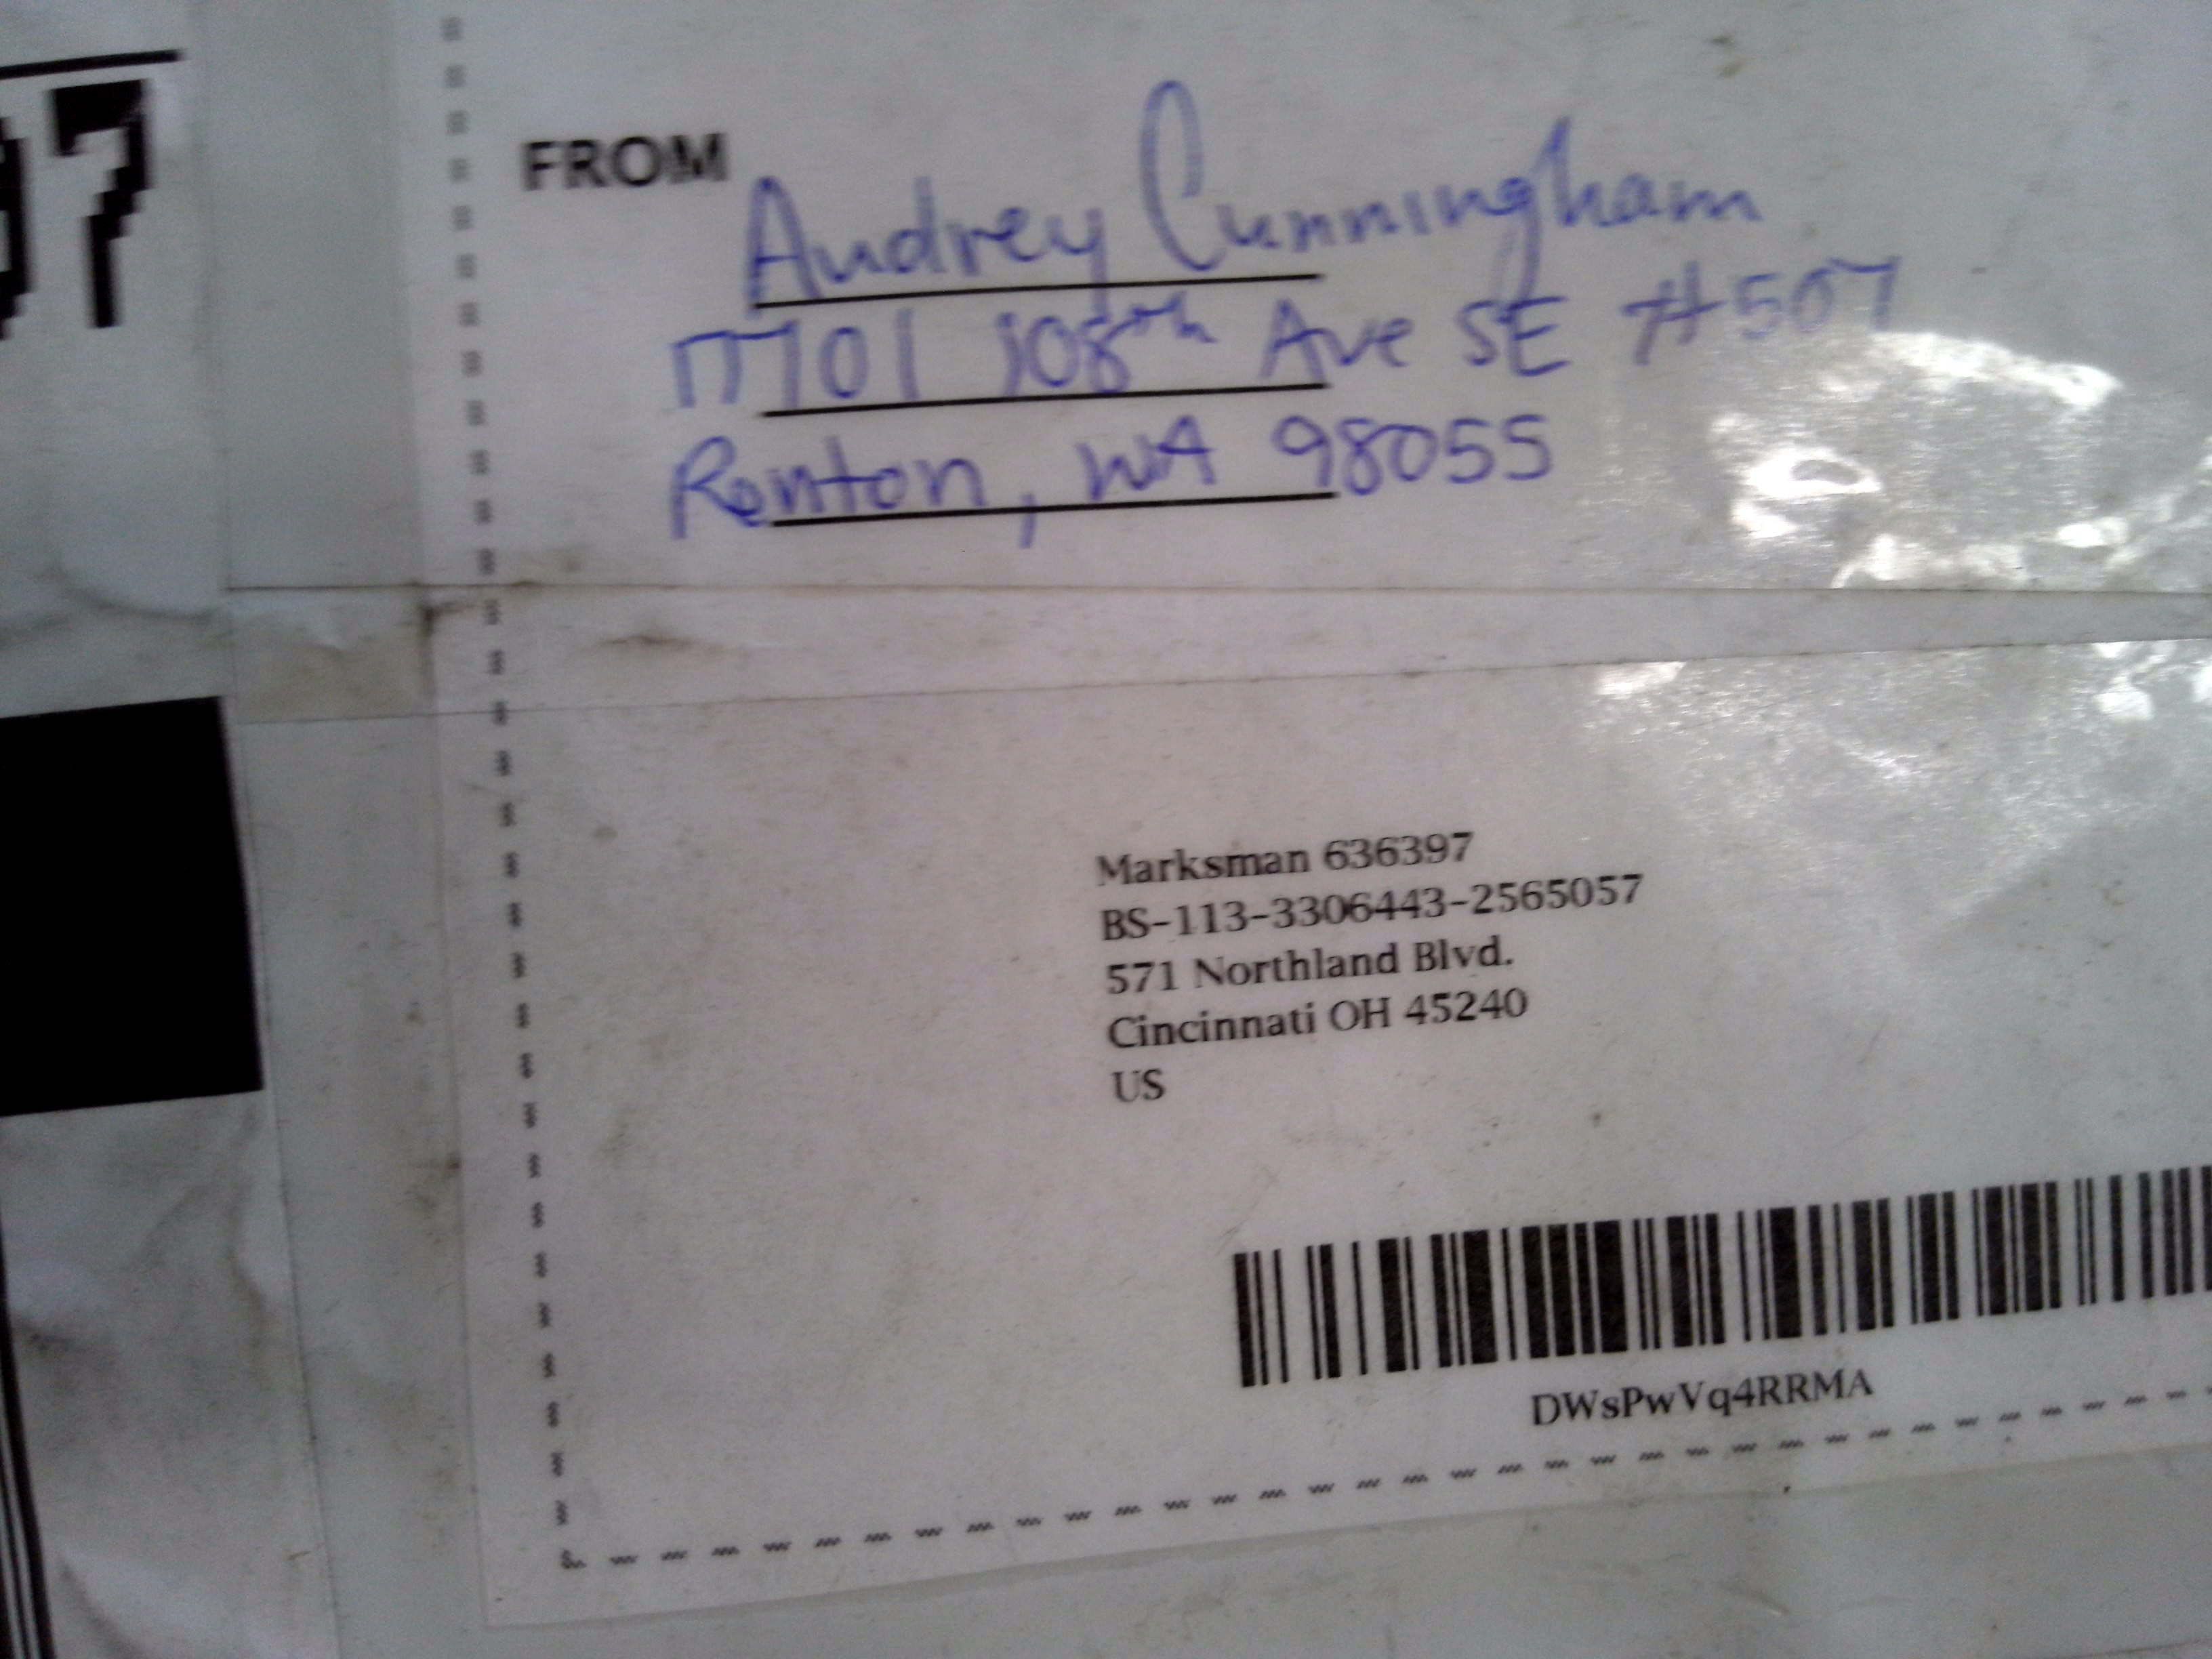 7
FROM
Audrey Cunningham
17701 108th Ave SE #507
Renton, WA 98055
Marksman 636397
BS-113-3306443-2565057
571 Northland Blvd.
Cincinnati OH 45240
US
DWsPwVq4RRMA